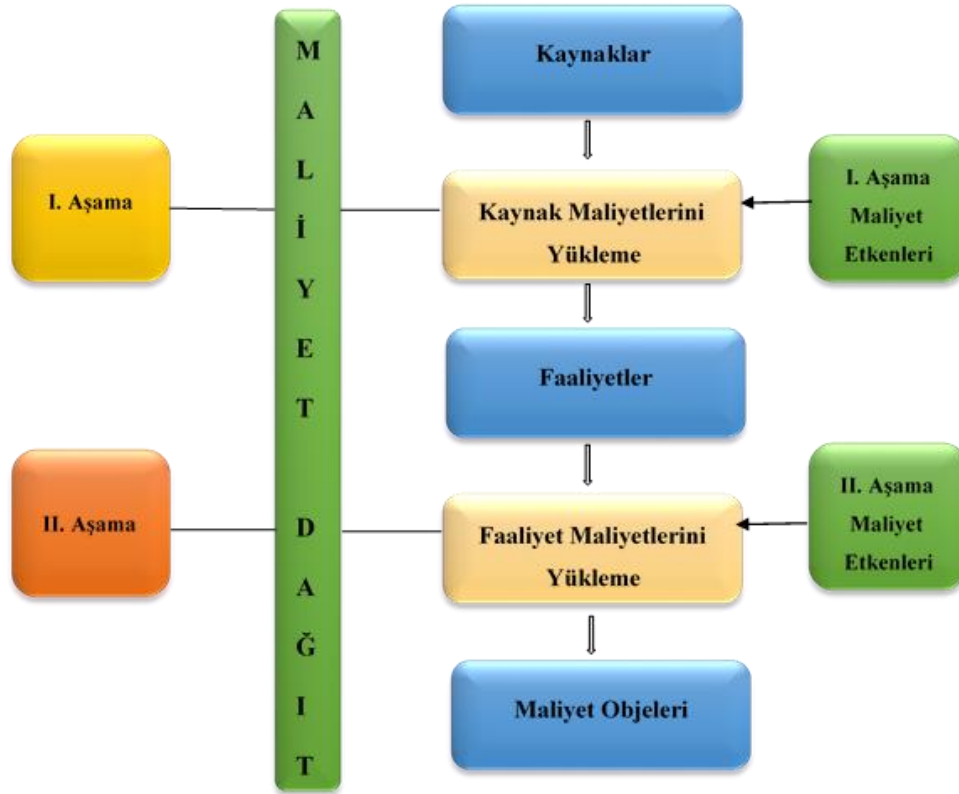 M
A
L
İ
Y
E
T
D
A
Ğ
I
T
Kaynaklar
I. Aşama
Kaynak Maliyetlerini
Yükleme
I. Aşama
Maliyet
Etkenleri
Faaliyetler
II. Aşama
Faaliyet Maliyetlerini
Yükleme
II. Aşama
Maliyet
Etkenleri
Maliyet Objeleri